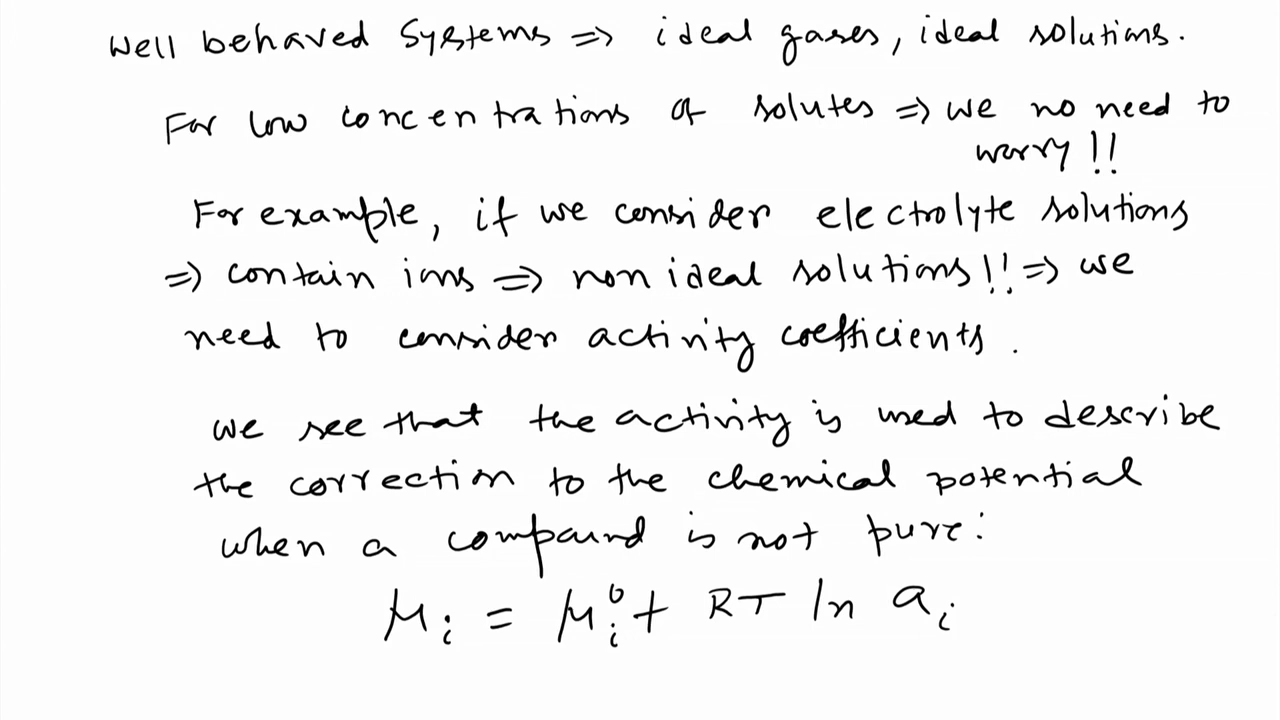 Well behaved Systems => ideal gases, ideal solutions.
For low concentrations of solutes => we no need to
worry !!
For example, if we consider electrolyte solutions
=> contain ions => non ideal solutions!! => we
need to consider activity coefficients.
we see that the activity is used to describe
the correction to the chemical potential
when a compound is not pure:
μi = μi° + RT ln ai